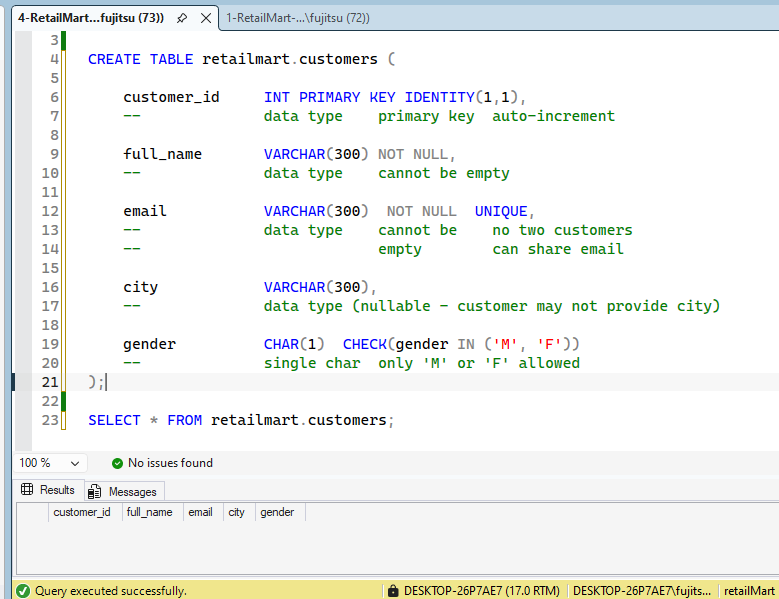 4-RetailMart...fujitsu (73)) 1-RetailMart-...\fujitsu (72))
3
4 CREATE TABLE retailmart.customers (
5
6 customer_id INT PRIMARY KEY IDENTITY(1,1),
7 -- data type primary key auto-increment
8
9 full_name VARCHAR(300) NOT NULL,
10 -- data type cannot be empty
11
12 email VARCHAR(300) NOT NULL UNIQUE,
13 -- data type cannot be no two customers
14 -- empty can share email
15
16 city VARCHAR(300),
17 -- data type (nullable - customer may not provide city)
18
19 gender CHAR(1) CHECK(gender IN ('M', 'F'))
20 -- single char only 'M' or 'F' allowed
21 );
22
23 SELECT * FROM retailmart.customers;
100 % No issues found
Results Messages
customer_id full_name email city gender
Query executed successfully. DESKTOP-26P7AE7 (17.0 RTM) DESKTOP-26P7AE7\fujits... retailMart